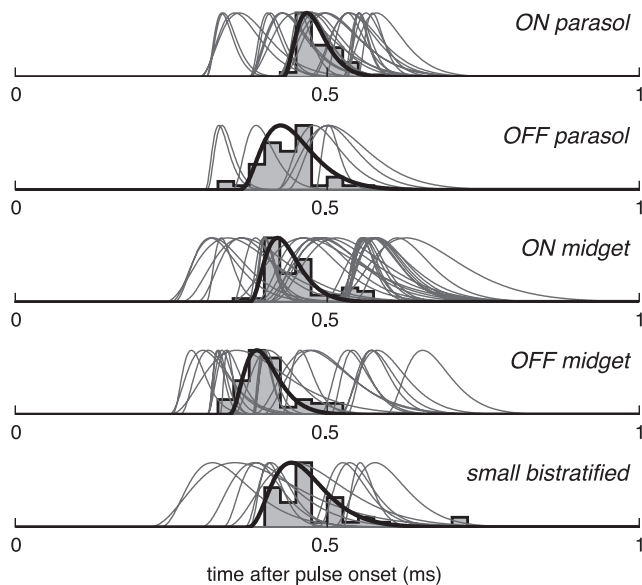 ON parasol
0 0.5 1
OFF parasol
0 0.5 1
ON midget
0 0.5 1
OFF midget
0 0.5 1
small bistratified
0 0.5 1
time after pulse onset (ms)